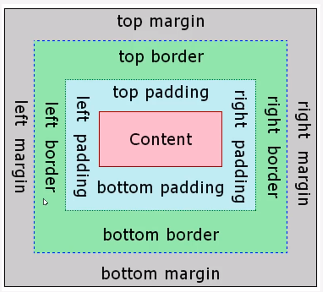 top margin
top border
top padding
left margin
left border
left padding
Content
right padding
right border
right margin
bottom padding
bottom border
bottom margin